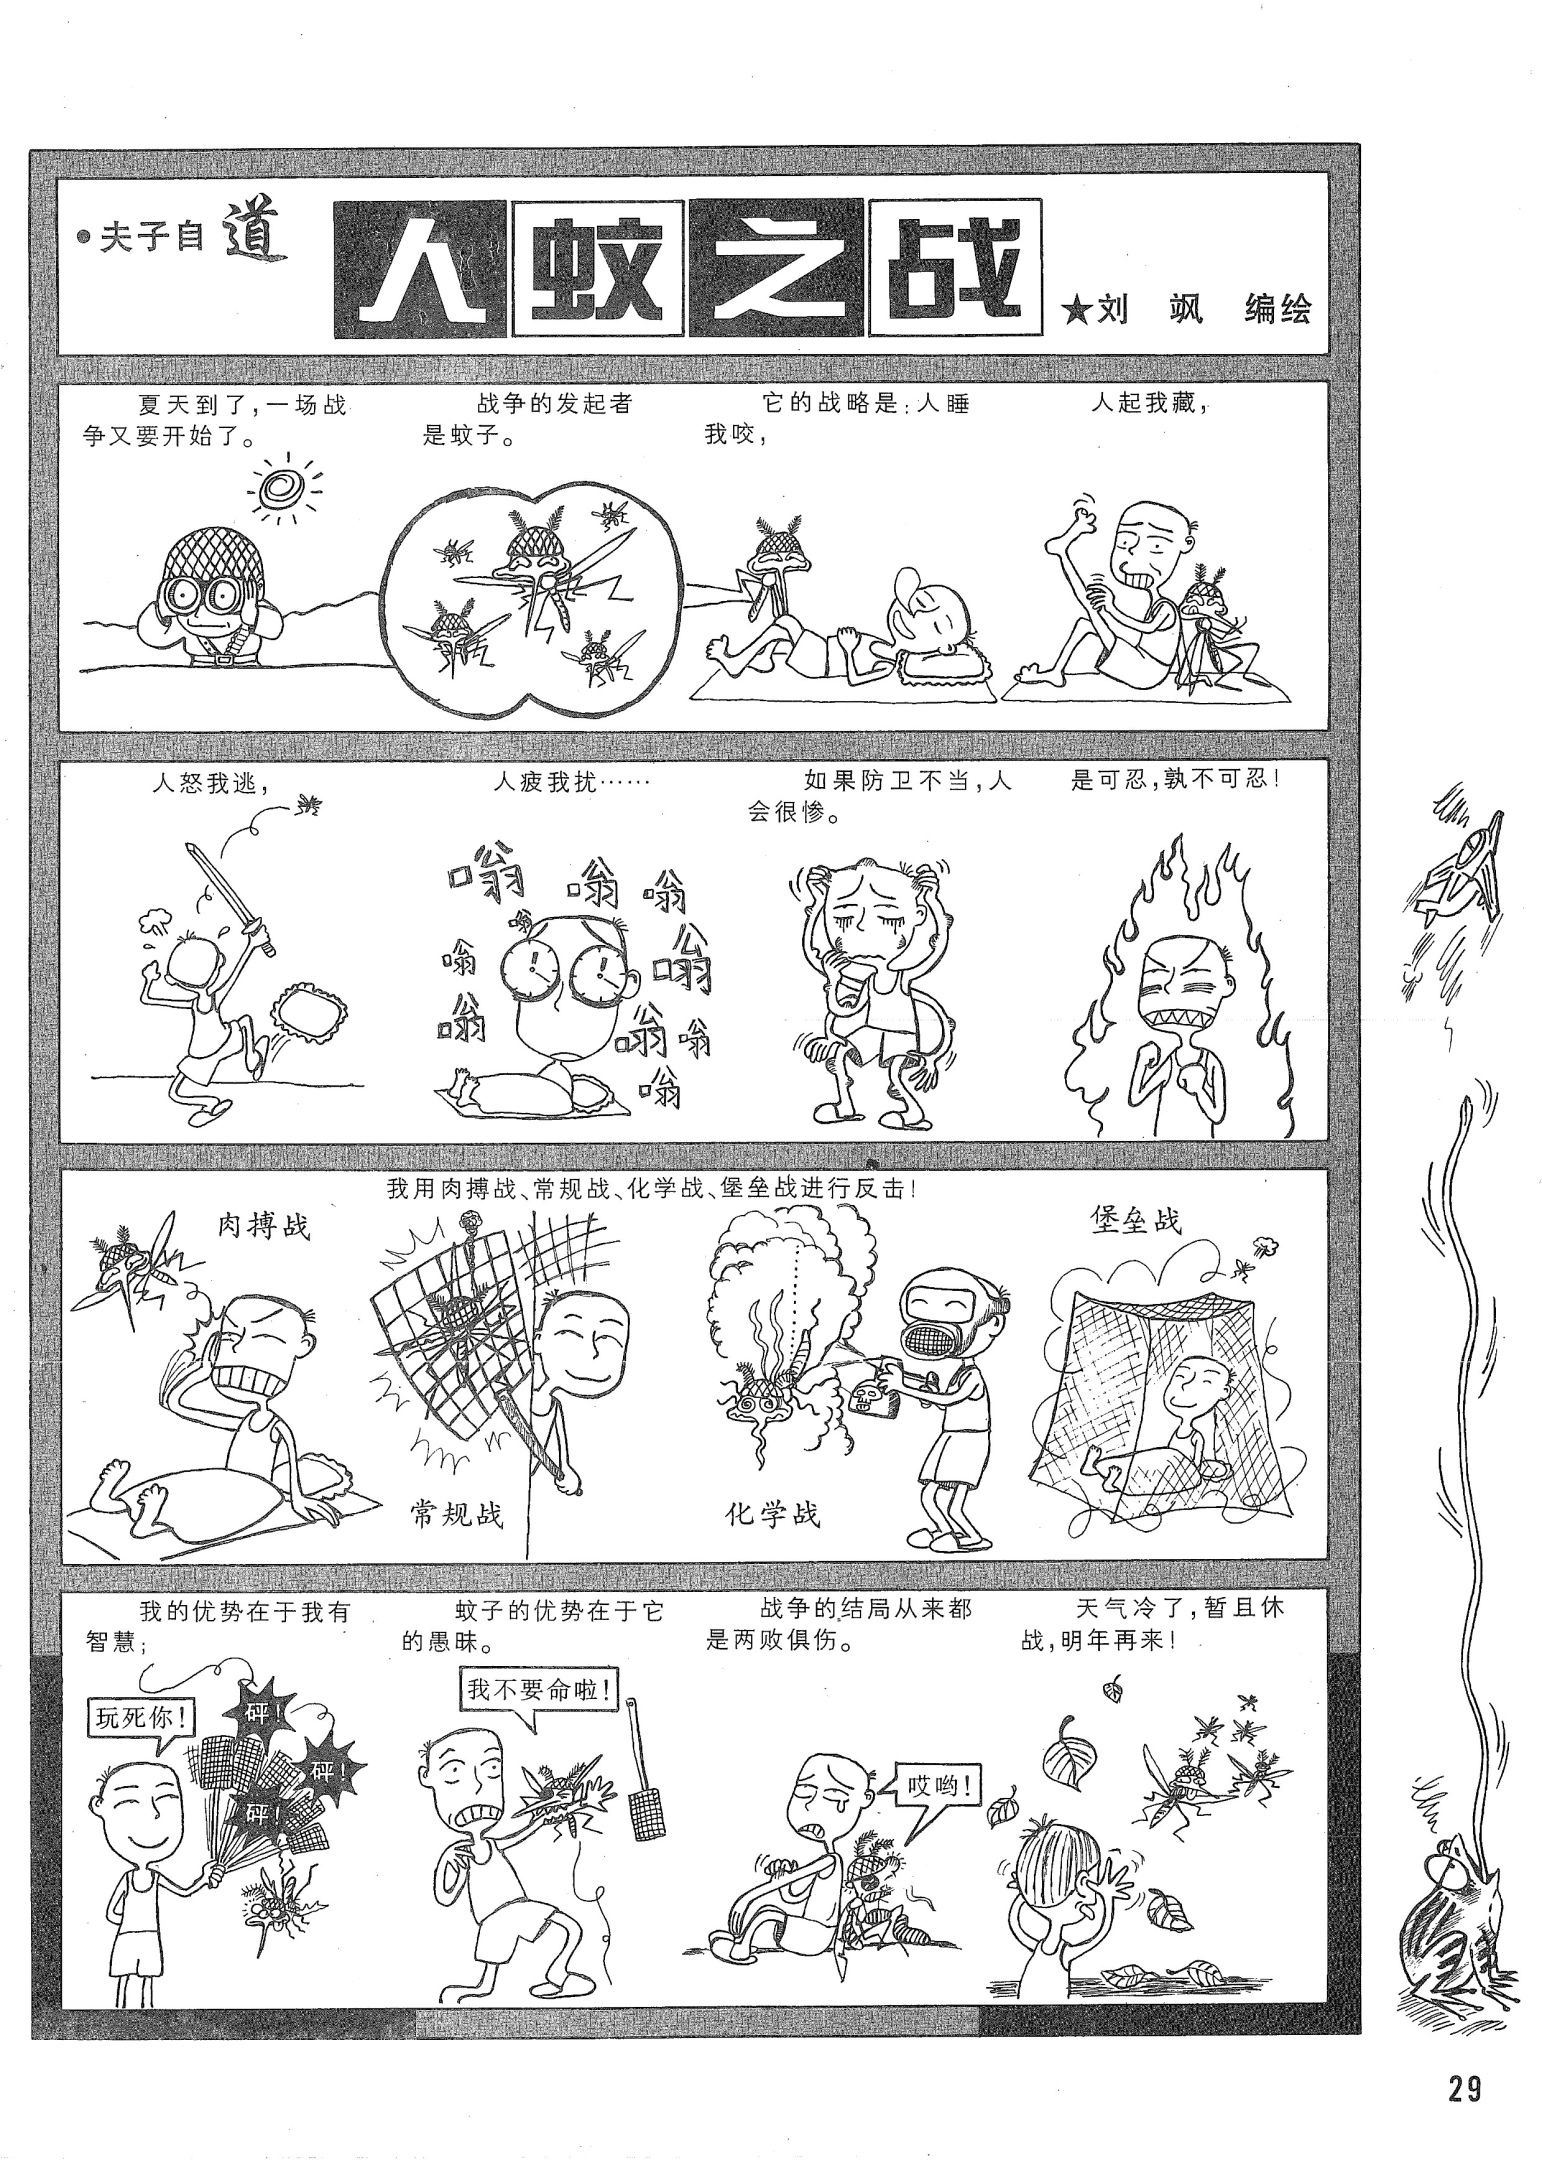 •夫子自道
人蚊之战
★刘 飒 编绘
夏天到了,一场战
争又要开始了。
战争的发起者
是蚊子。
它的战略是:人睡
我咬,
人起我藏,
人怒我逃,
人疲我扰……
嗡
嗡
嗡
嗡
嗡
嗡
嗡
嗡
嗡
嗡
如果防卫不当,人
会很惨。
是可忍,孰不可忍!
我用肉搏战、常规战、化学战、堡垒战进行反击!
肉搏战
常规战
化学战
堡垒战
我的优势在于我有
智慧;
玩死你!
砰!
砰!
砰!
蚊子的优势在于它
的愚昧。
我不要命啦!
战争的结局从来都
是两败俱伤。
哎哟!
天气冷了,暂且休
战,明年再来!
29